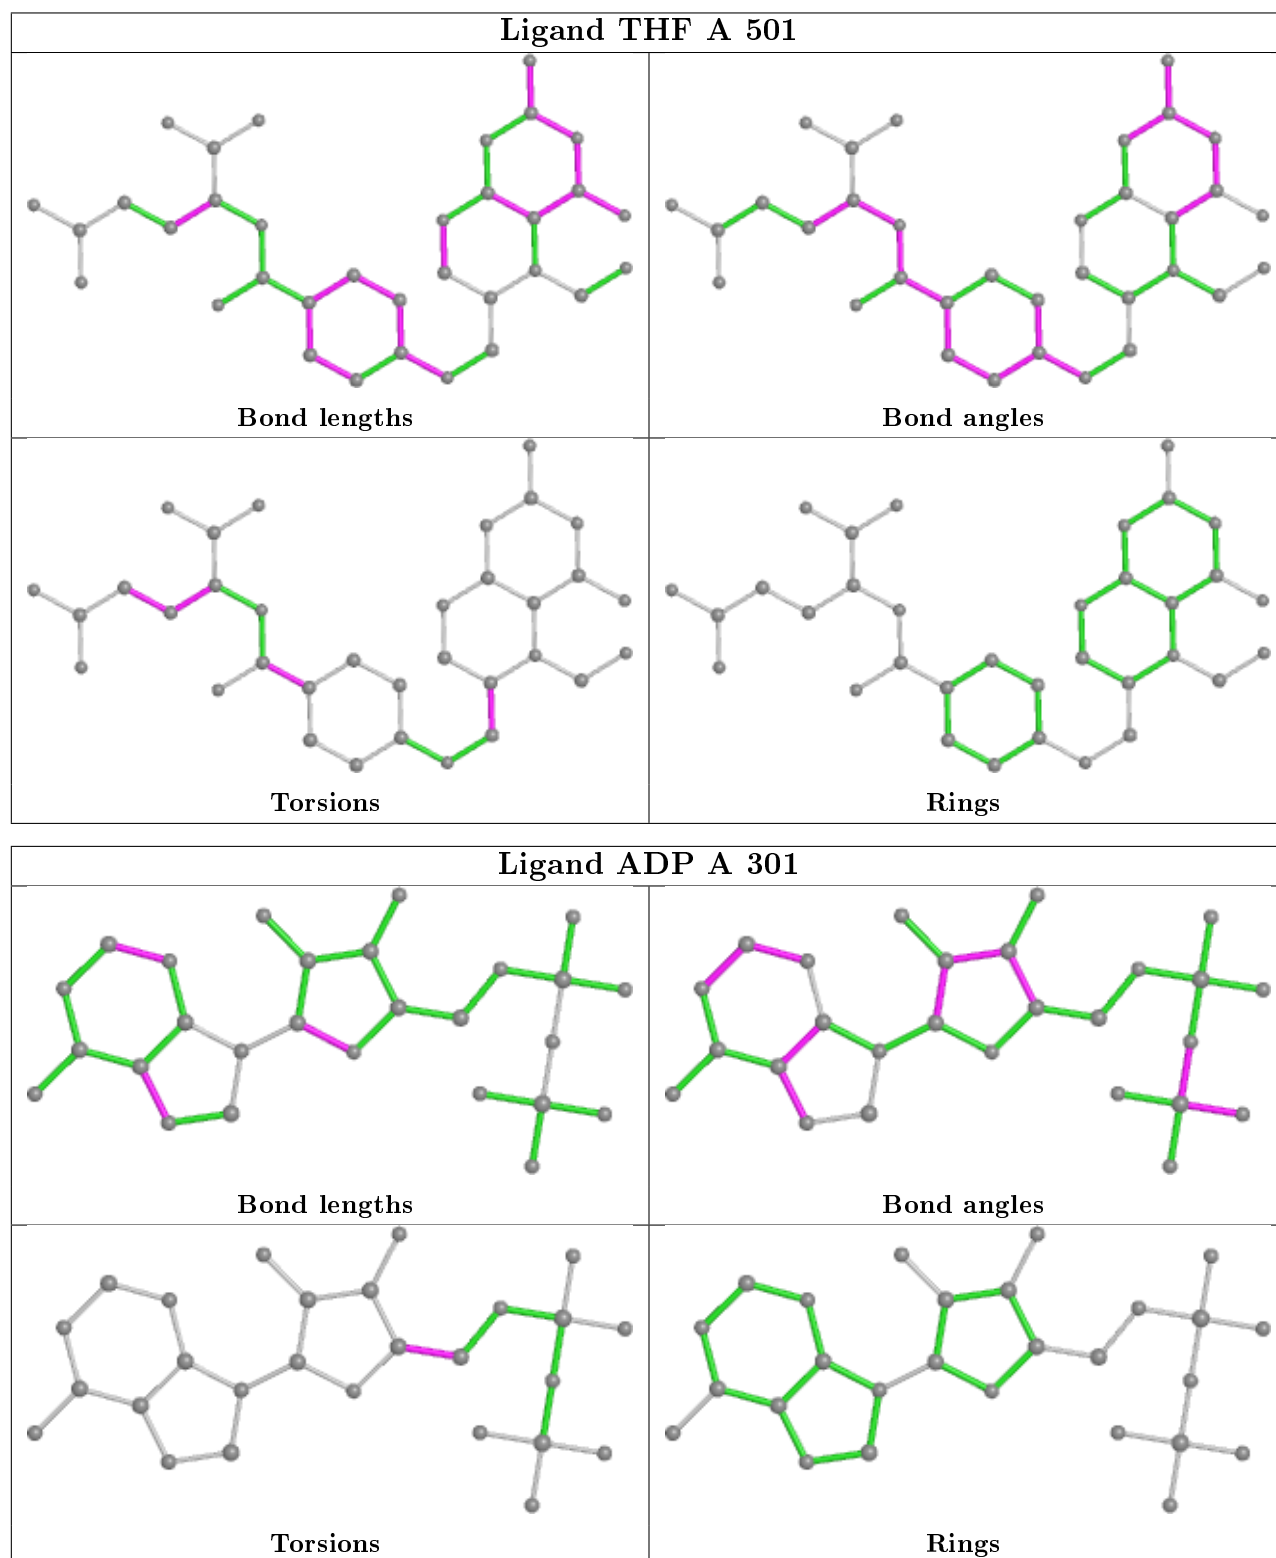 Ligand THF A 501
Bond lengths
Bond angles
Torsions
Rings
Ligand ADP A 301
Bond lengths
Bond angles
Torsions
Rings